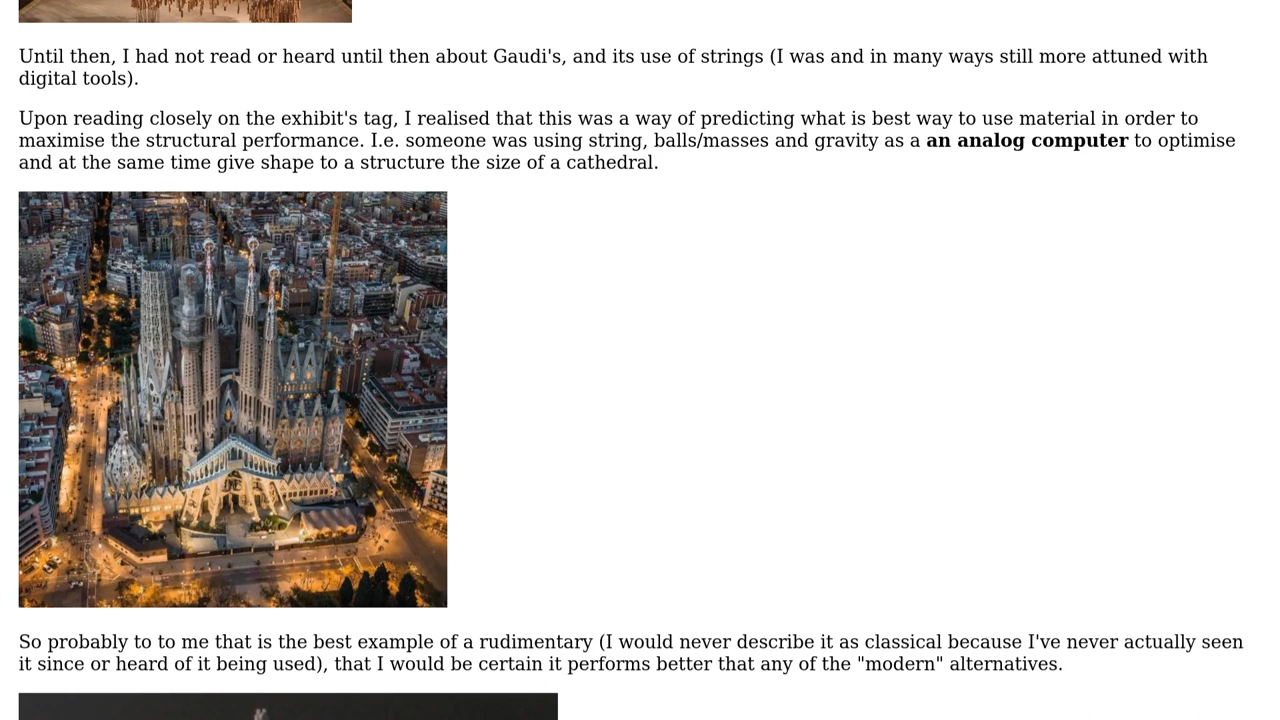 Until then, I had not read or heard until then about Gaudi's, and its use of strings (I was and in many ways still more attuned with
digital tools).
Upon reading closely on the exhibit's tag, I realised that this was a way of predicting what is best way to use material in order to
maximise the structural performance. I.e. someone was using string, balls/masses and gravity as a an analog computer to optimise
and at the same time give shape to a structure the size of a cathedral.
So probably to to me that is the best example of a rudimentary (I would never describe it as classical because I've never actually seen
it since or heard of it being used), that I would be certain it performs better that any of the "modern" alternatives.